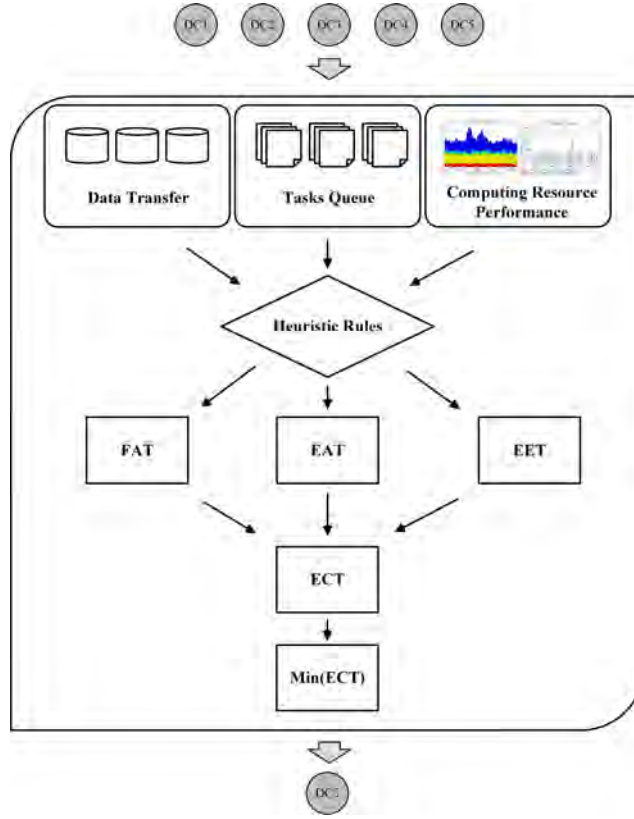 DC1 DC2 DC3 DC4 DC5
Data Transfer
Tasks Queue
Computing Resource
Performance
Heuristic Rules
FAT
EAT
EET
ECT
Min(ECT)